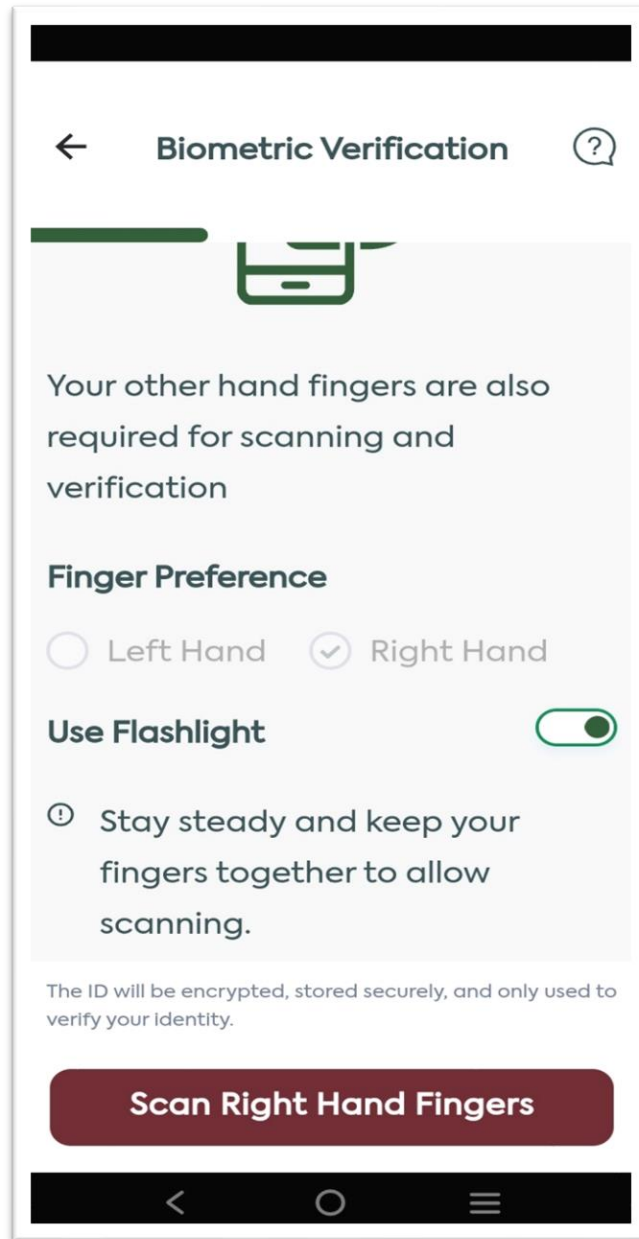 Biometric Verification
Your other hand fingers are also
required for scanning and
verification
Finger Preference
Left Hand Right Hand
Use Flashlight
Stay steady and keep your
fingers together to allow
scanning.
The ID will be encrypted, stored securely, and only used to
verify your identity.
Scan Right Hand Fingers